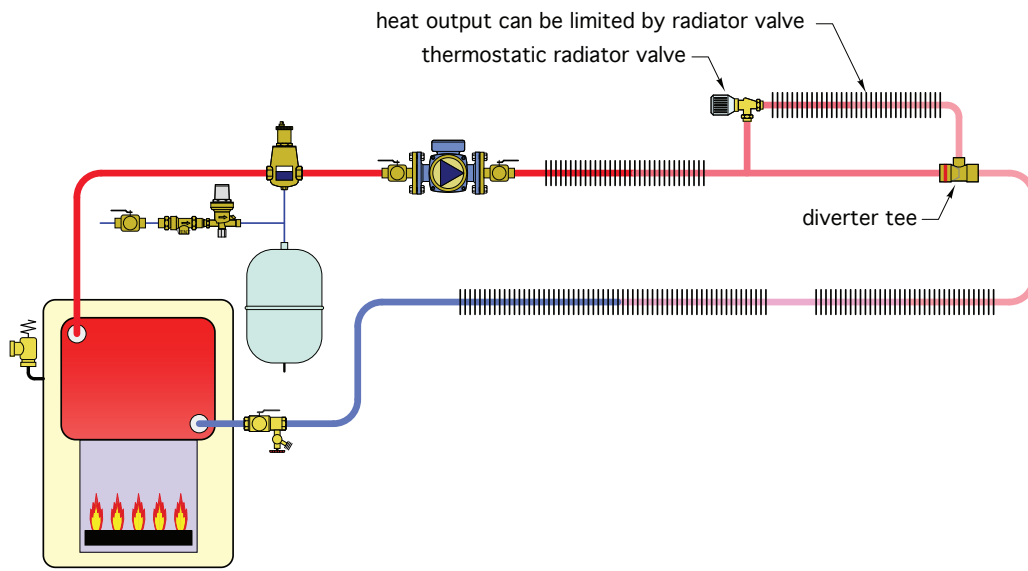 heat output can be limited by radiator valve
thermostatic radiator valve
diverter tee